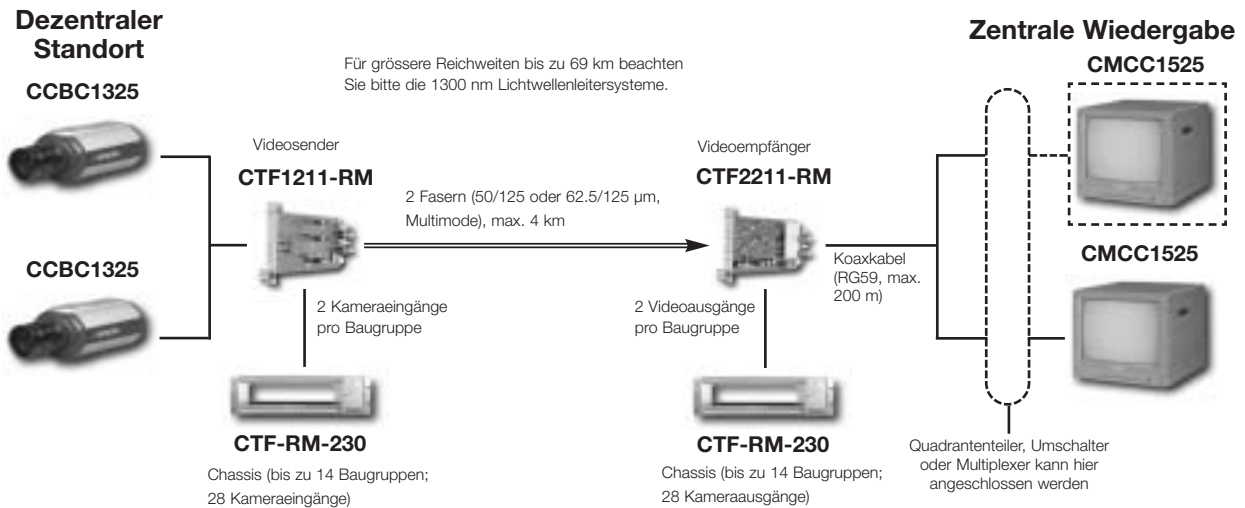 Dezentraler
Standort
Zentrale Wiedergabe
Für grössere Reichweiten bis zu 69 km beachten
Sie bitte die 1300 nm Lichtwellenleitersysteme.
CCBC1325
CMCC1525
Videosender
CTF1211-RM
Videoempfänger
CTF2211-RM
2 Fasern (50/125 oder 62.5/125 µm,
Multimode), max. 4 km
CCBC1325
Koaxkabel
(RG59, max.
200 m)
CMCC1525
2 Kameraeingänge
pro Baugruppe
2 Videoausgänge
pro Baugruppe
CTF-RM-230
Chassis (bis zu 14 Baugruppen;
28 Kameraeingänge)
CTF-RM-230
Chassis (bis zu 14 Baugruppen;
28 Kameraausgänge)
Quadrantenteiler, Umschalter
oder Multiplexer kann hier
angeschlossen werden